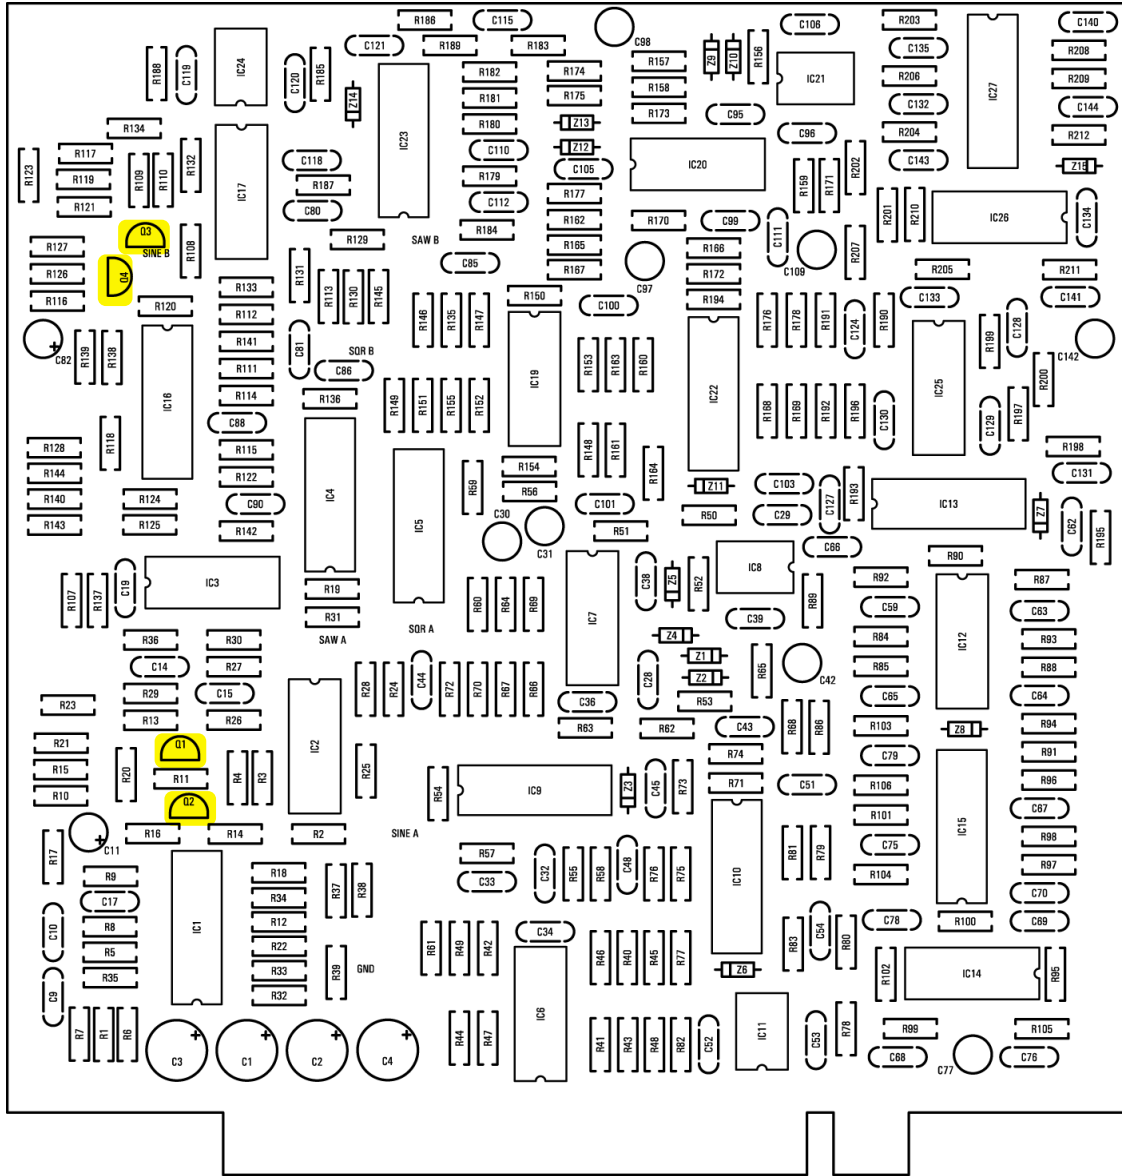 R186
C115
C98
C106
R203
C140
C121
R189
R183
C135
R208
R188
C119
IC24
C120
R185
R182
R174
R157
Z9
Z10
R156
IC21
R206
IC27
R209
Z14
IC23
R181
R175
R158
C132
C144
R134
R180
Z13
R173
C95
C96
R204
R212
R117
R132
IC17
C118
C110
Z12
IC20
R202
C143
Z15
R123
R119
R109
R110
R187
R179
C105
R159
R171
R121
C80
C112
R177
R162
R170
C99
C111
R201
R210
IC26
C134
Q3
SINE B
R108
R129
SAW B
R184
R165
R166
C109
R207
R127
R126
Q4
R131
C85
R167
C97
R172
R205
R211
R116
R120
R133
R113
R130
R145
R150
C100
R194
C133
C141
R112
R146
R135
R147
R176
R178
R191
C124
R190
R199
C128
C82
R139
R138
IC16
R141
C81
SQR B
IC19
R153
R163
R160
IC22
IC25
C142
R111
C86
R200
R114
R136
R149
R151
R155
R152
R168
R169
R192
R196
C130
C129
R197
C88
R128
R118
R115
IC4
IC5
R148
R161
R198
R144
R122
R59
R154
R164
C131
R140
R124
C90
R56
Z11
C103
C127
R193
IC13
Z7
C62
R195
R143
R125
R142
C30
C31
C101
R51
R50
C29
C66
R90
IC3
IC7
C38
Z5
R52
IC8
R92
IC12
R87
R107
R137
C19
R19
R60
R64
R69
R89
C59
C63
R31
SAW A
SQR A
C39
R36
R30
Z4
R84
R93
C14
R27
R28
R24
C44
R72
R70
R67
R66
C28
Z1
Z2
R65
C42
R85
R88
R29
C15
C36
R53
C65
C64
R23
R13
R26
IC2
R63
R62
C43
R68
R86
R103
Z8
R94
R21
Q1
R20
R11
R4
R3
R25
R74
C79
R91
R15
R54
IC9
Z3
C45
R73
R71
C51
R106
IC15
R96
R10
Q2
R101
C67
C11
R16
R14
R2
SINE A
R81
R79
C75
R98
R17
R9
IC1
R18
R37
R38
R57
C32
R55
R58
C48
R76
R75
IC10
R104
R97
C17
R34
C33
C70
C10
R8
R12
C34
C78
R100
C69
R5
R22
R61
R49
R42
R46
R40
R45
R77
R83
C54
R80
R35
R33
R39
GND
IC6
Z6
R102
IC14
R95
C9
R32
R7
R1
R6
C3
C1
C2
C4
R44
R47
R41
R43
R48
R82
C52
IC11
C53
R78
R99
R105
C68
C77
C76